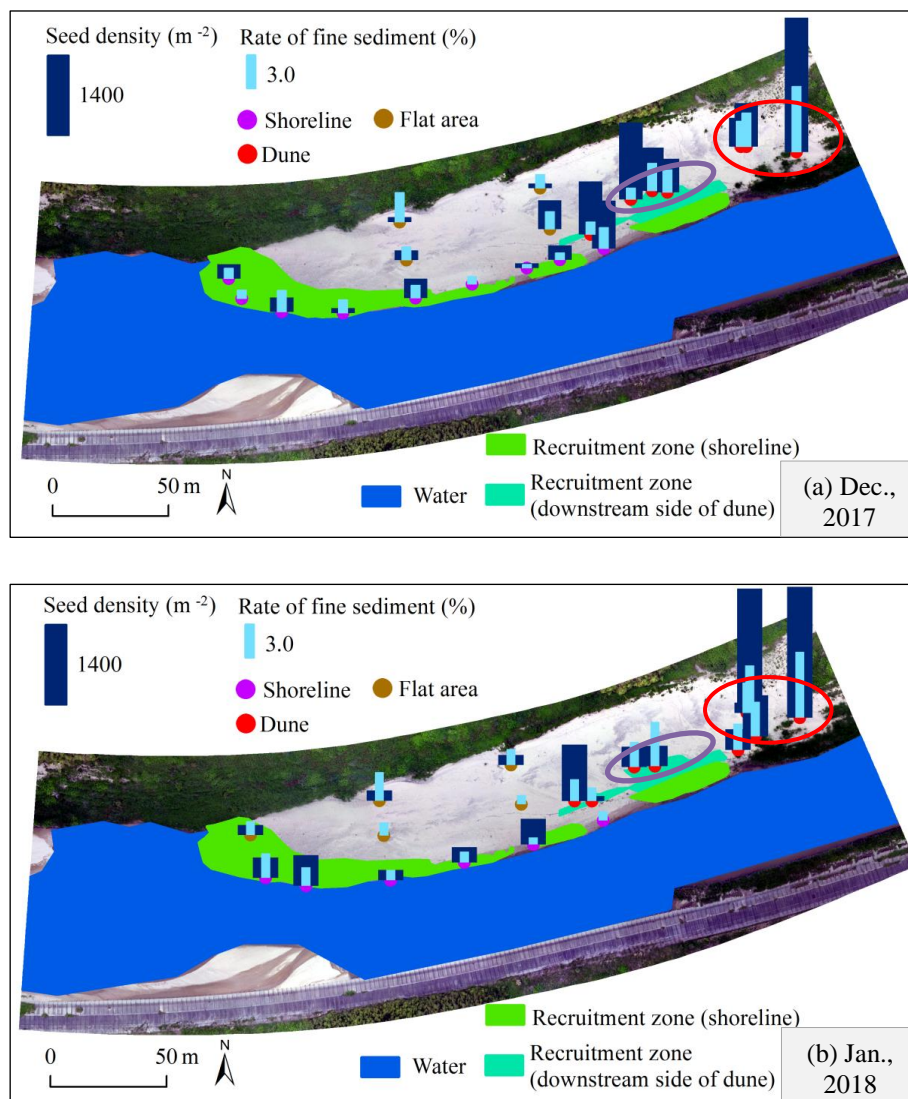 Seed density (m⁻²)
1400
Rate of fine sediment (%)
3.0
Shoreline
Flat area
Dune
Recruitment zone (shoreline)
Water
Recruitment zone
(downstream side of dune)
0 50 m
N
(a) Dec.,
2017
Seed density (m⁻²)
1400
Rate of fine sediment (%)
3.0
Shoreline
Flat area
Dune
Recruitment zone (shoreline)
Water
Recruitment zone
(downstream side of dune)
0 50 m
N
(b) Jan.,
2018